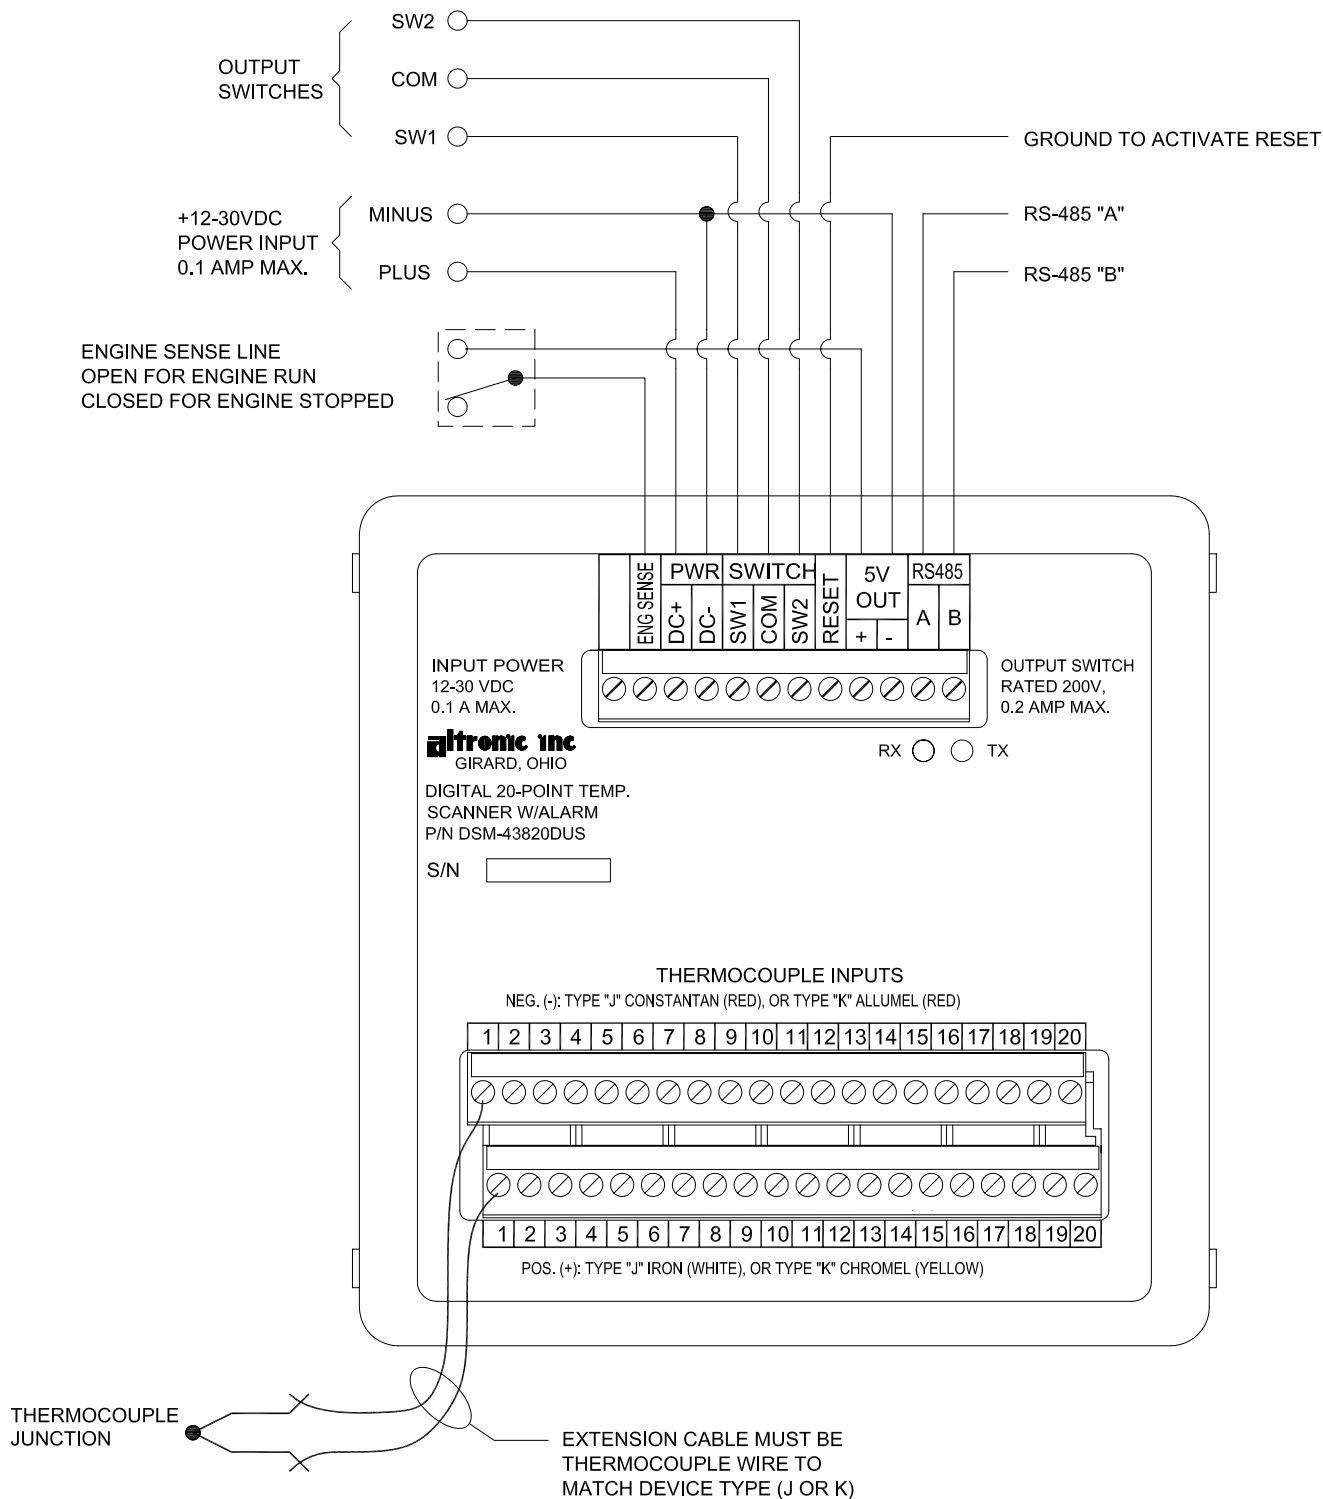 SW2
OUTPUT
SWITCHES
COM
SW1
GROUND TO ACTIVATE RESET
+12-30VDC
POWER INPUT
0.1 AMP MAX.
MINUS
RS-485 "A"
PLUS
RS-485 "B"
ENGINE SENSE LINE
OPEN FOR ENGINE RUN
CLOSED FOR ENGINE STOPPED
ENG SENSE
PWR
DC+
DC-
SWITCH
SW1
COM
SW2
RESET
5V
OUT
+
-
RS485
A
B
INPUT POWER
12-30 VDC
0.1 A MAX.
OUTPUT SWITCH
RATED 200V,
0.2 AMP MAX.
altronic inc
GIRARD, OHIO
RX
TX
DIGITAL 20-POINT TEMP.
SCANNER W/ALARM
P/N DSM-43820DUS
S/N
THERMOCOUPLE INPUTS
NEG. (-): TYPE "J" CONSTANTAN (RED), OR TYPE "K" ALLUMEL (RED)
1 2 3 4 5 6 7 8 9 10 11 12 13 14 15 16 17 18 19 20
1 2 3 4 5 6 7 8 9 10 11 12 13 14 15 16 17 18 19 20
POS. (+): TYPE "J" IRON (WHITE), OR TYPE "K" CHROMEL (YELLOW)
THERMOCOUPLE
JUNCTION
EXTENSION CABLE MUST BE
THERMOCOUPLE WIRE TO
MATCH DEVICE TYPE (J OR K)